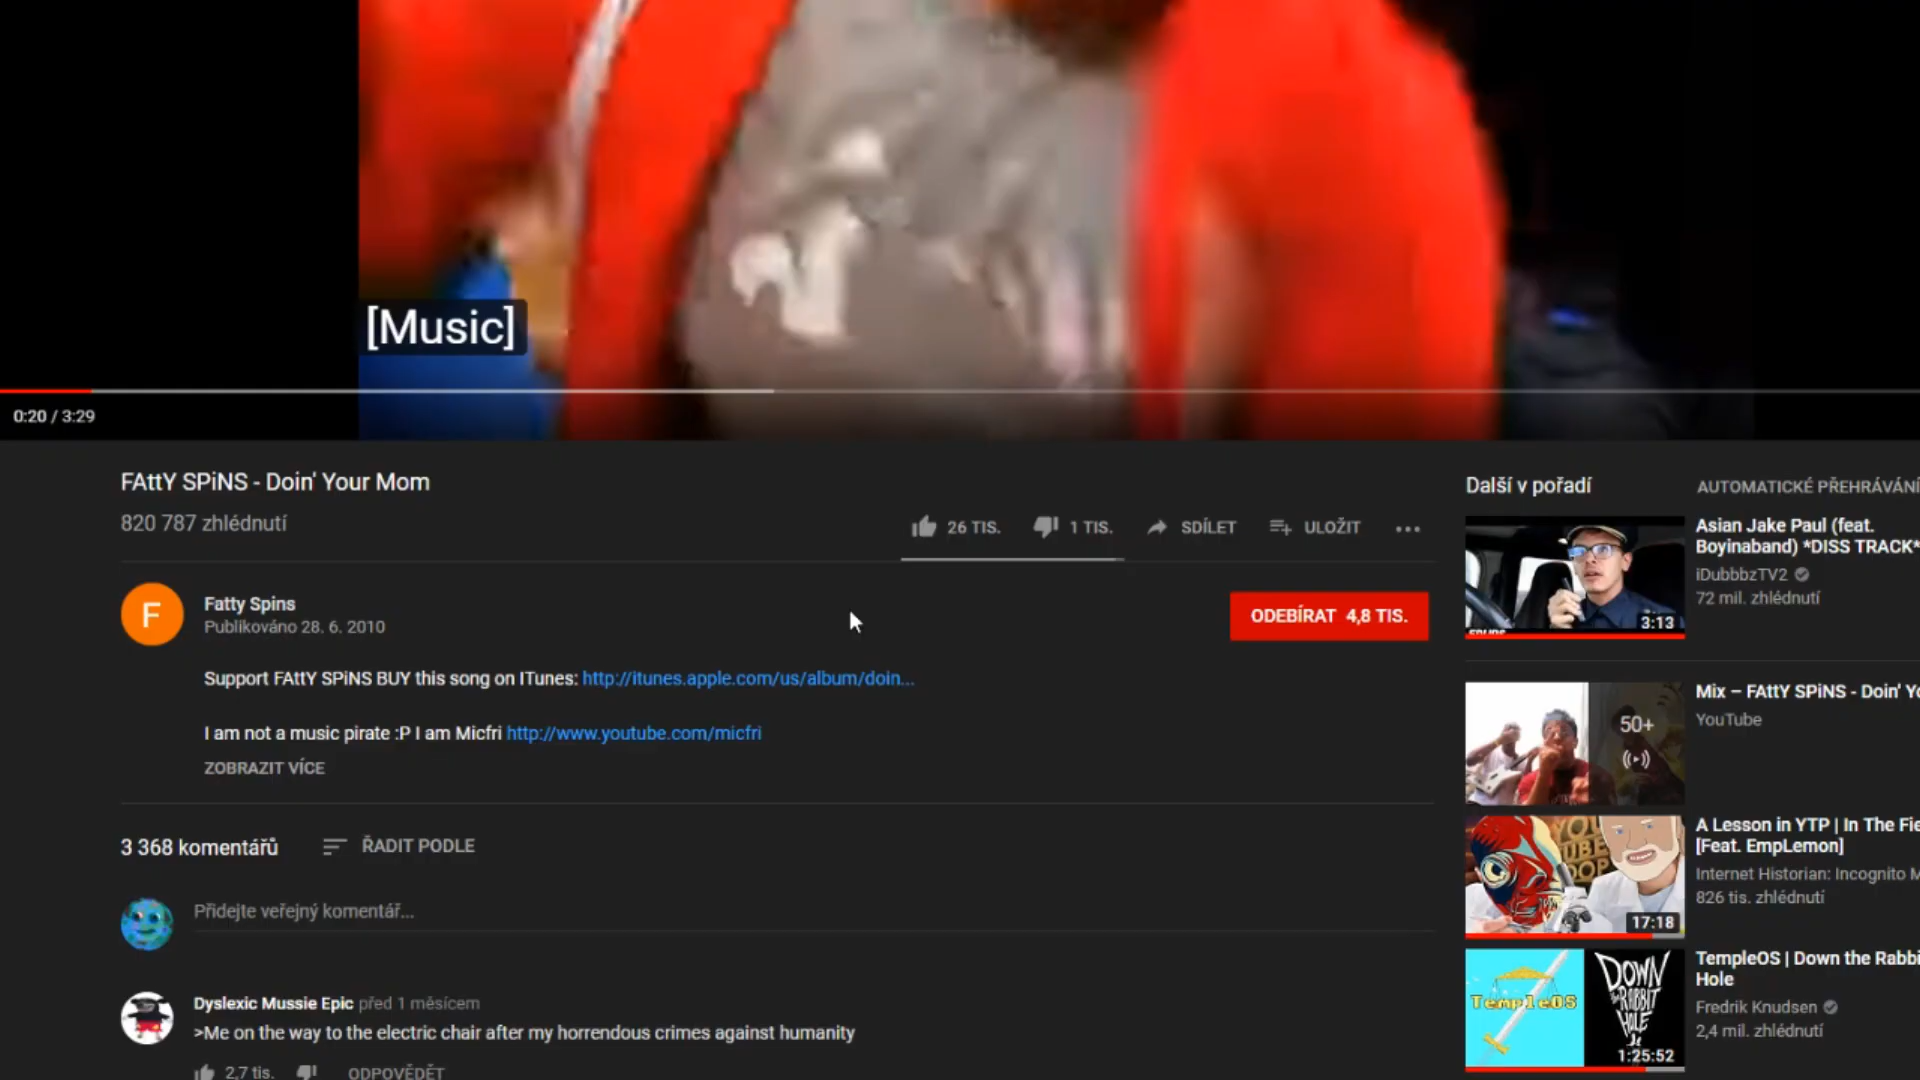 [Music]
0:20 / 3:29
FAttY SPiNS - Doin' Your Mom
820 787 zhlédnutí
26 TIS.
1 TIS.
SDÍLET
ULOŽIT
Fatty Spins
Publikováno 28. 6. 2010
F
ODEBÍRAT 4,8 TIS.
Support FAttY SPiNS BUY this song on ITunes: http://itunes.apple.com/us/album/doin...
I am not a music pirate :P I am Micfri http://www.youtube.com/micfri
ZOBRAZIT VÍCE
3 368 komentářů
ŘADIT PODLE
Přidejte veřejný komentář...
Dyslexic Mussie Epic před 1 měsícem
>Me on the way to the electric chair after my horrendous crimes against humanity
2,7 tis.
ODPOVĚDĚT
Další v pořadí
AUTOMATICKÉ PŘEHRÁVÁNÍ
Asian Jake Paul (feat.
Boyinaband) *DISS TRACK*
iDubbbzTV2
72 mil. zhlédnutí
3:13
Mix – FAttY SPiNS - Doin' Yo
YouTube
50+
A Lesson in YTP | In The Fie
[Feat. EmpLemon]
Internet Historian: Incognito M
826 tis. zhlédnutí
17:18
TempleOS | Down the Rabbi
Hole
Fredrik Knudsen
2,4 mil. zhlédnutí
TempleOS
DOWN
THE
RABBIT
HOLE
1:25:52